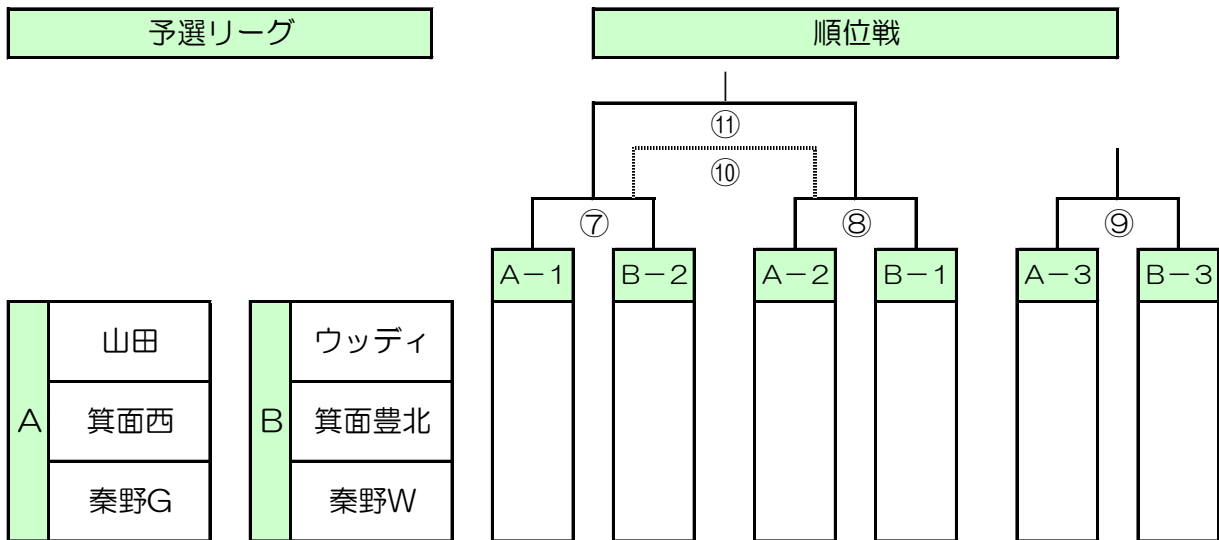 予選リーグ
順位戦
⑪
⑩
⑦
⑧
⑨
A-1
B-2
A-2
B-1
A-3
B-3
A
山田
箕面西
秦野G
B
ウッディ
箕面豊北
秦野W